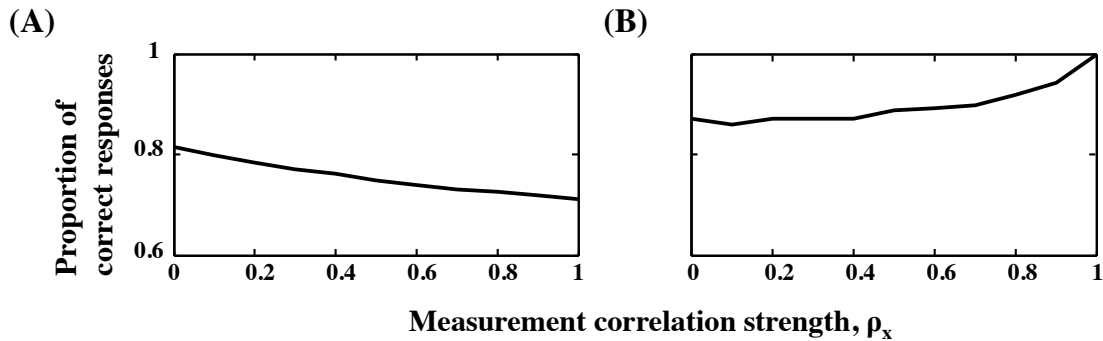 (A)
(B)
Proportion of
correct responses
1
0.8
0.6
0 0.2 0.4 0.6 0.8 1
0 0.2 0.4 0.6 0.8 1
Measurement correlation strength, ρx